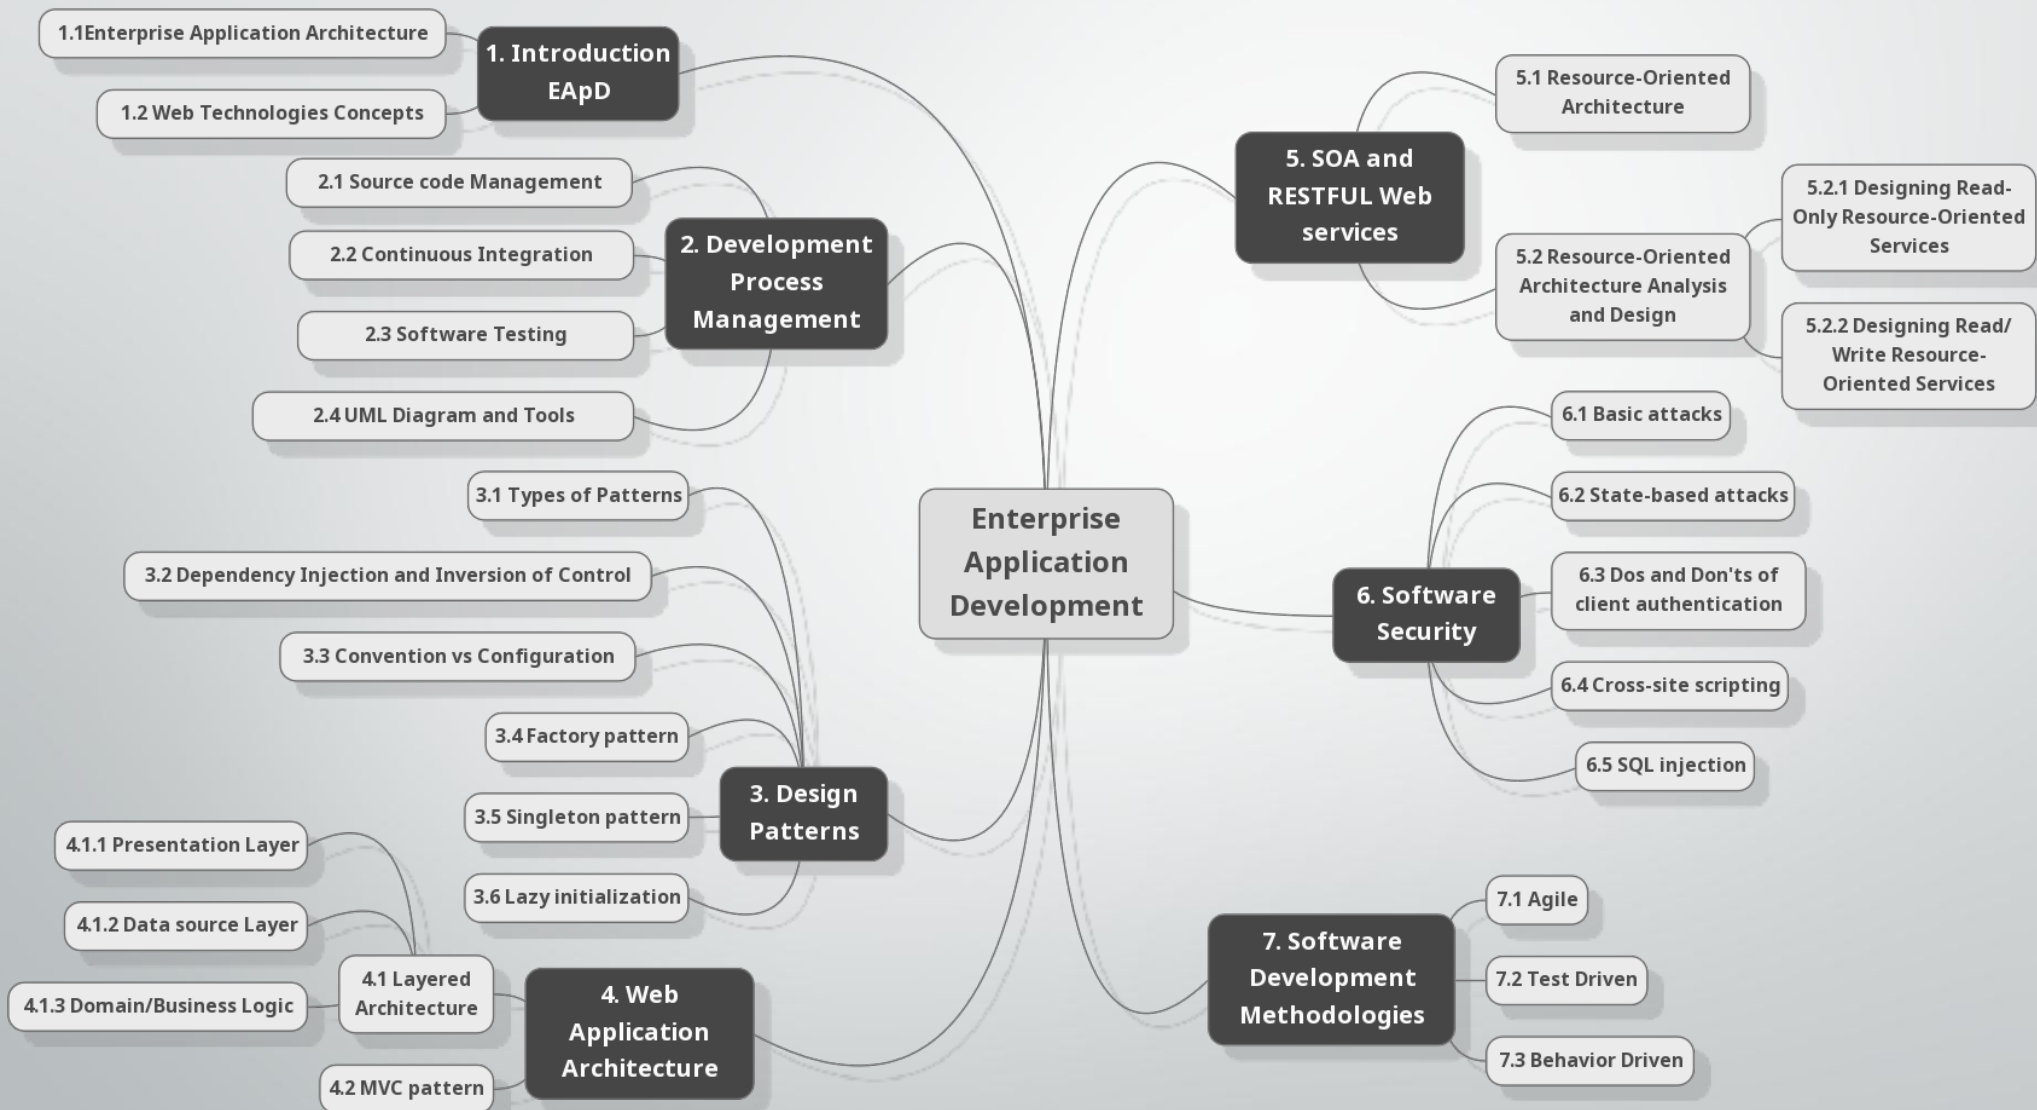 Enterprise
Application
Development
1. Introduction
EApD
1.1Enterprise Application Architecture
1.2 Web Technologies Concepts
2. Development
Process
Management
2.1 Source code Management
2.2 Continuous Integration
2.3 Software Testing
2.4 UML Diagram and Tools
3. Design
Patterns
3.1 Types of Patterns
3.2 Dependency Injection and Inversion of Control
3.3 Convention vs Configuration
3.4 Factory pattern
3.5 Singleton pattern
3.6 Lazy initialization
4. Web
Application
Architecture
4.1 Layered
Architecture
4.1.1 Presentation Layer
4.1.2 Data source Layer
4.1.3 Domain/Business Logic
4.2 MVC pattern
5. SOA and
RESTFUL Web
services
5.1 Resource-Oriented
Architecture
5.2 Resource-Oriented
Architecture Analysis
and Design
5.2.1 Designing Read-
Only Resource-Oriented
Services
5.2.2 Designing Read/
Write Resource-
Oriented Services
6. Software
Security
6.1 Basic attacks
6.2 State-based attacks
6.3 Dos and Don'ts of
client authentication
6.4 Cross-site scripting
6.5 SQL injection
7. Software
Development
Methodologies
7.1 Agile
7.2 Test Driven
7.3 Behavior Driven